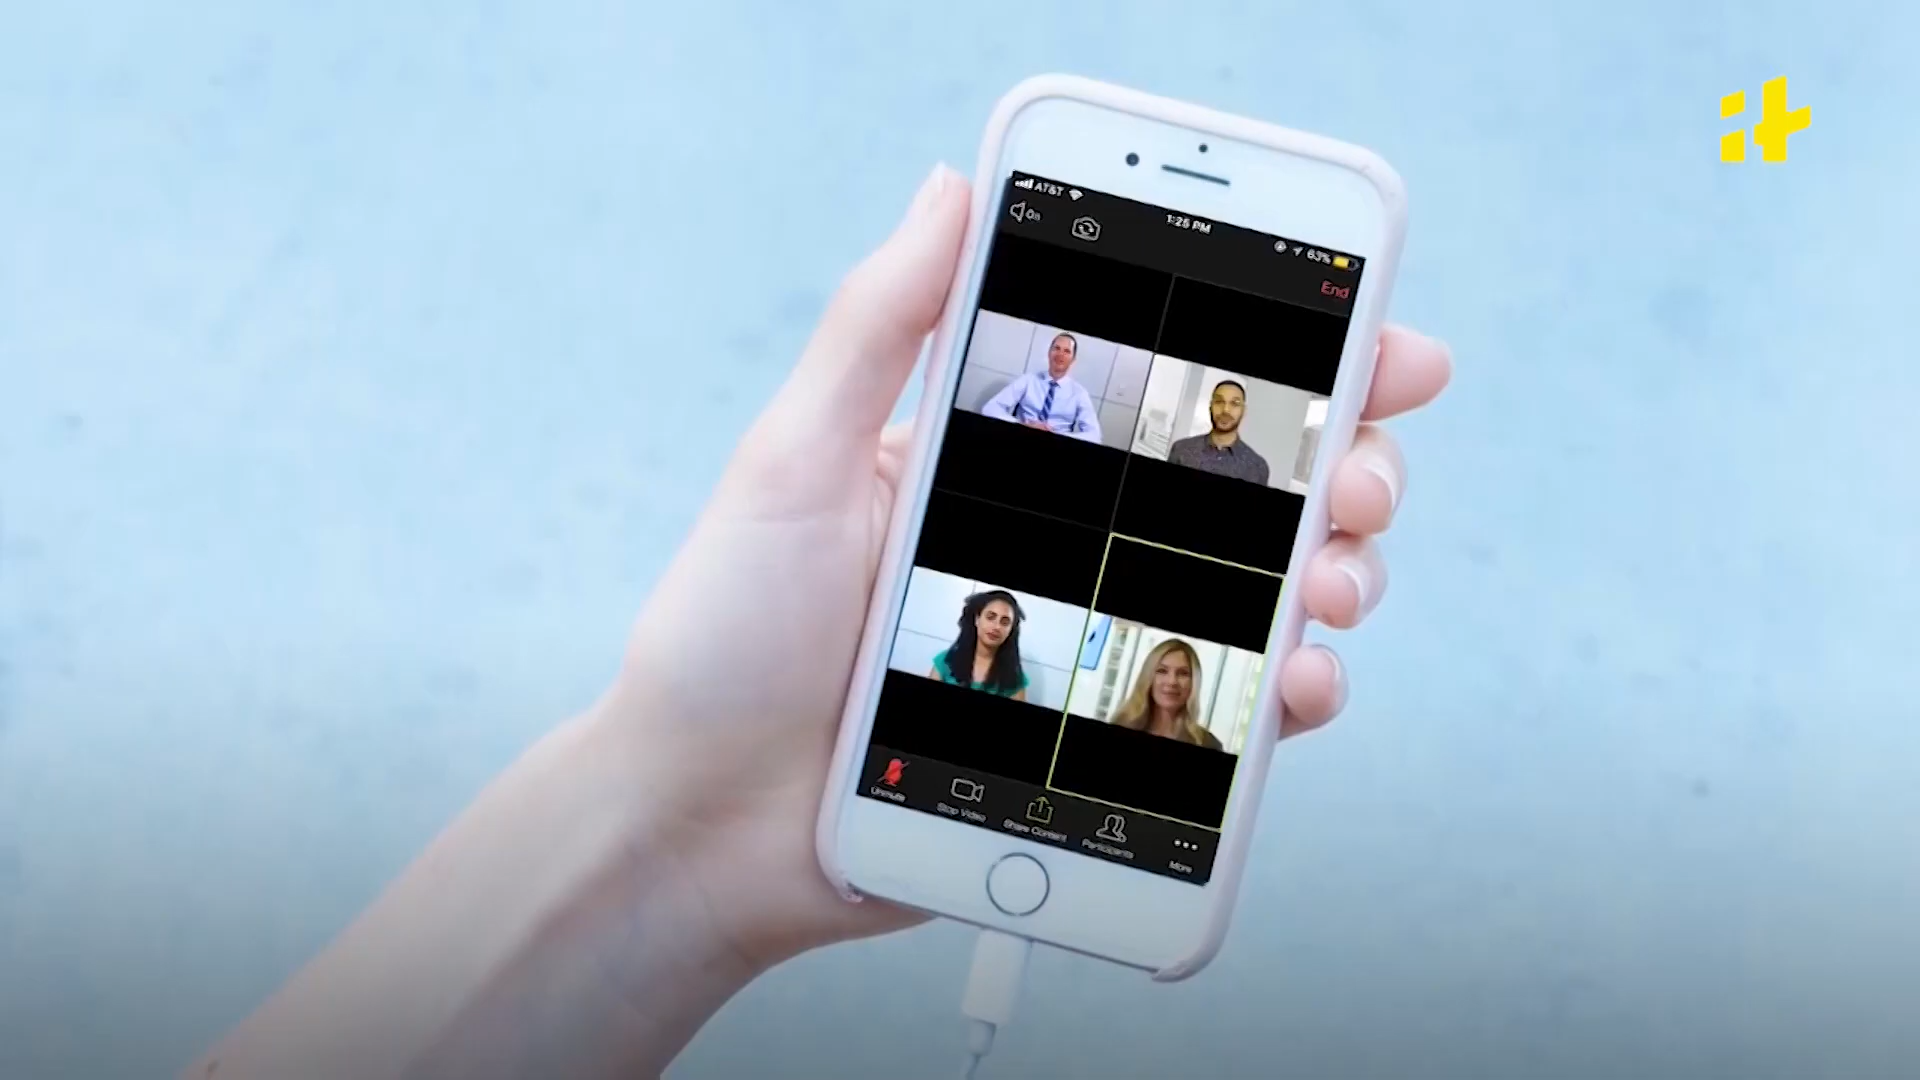 AT&T
1:25 PM
63%
End
Unmute
Stop Video
Share Content
Participants
More